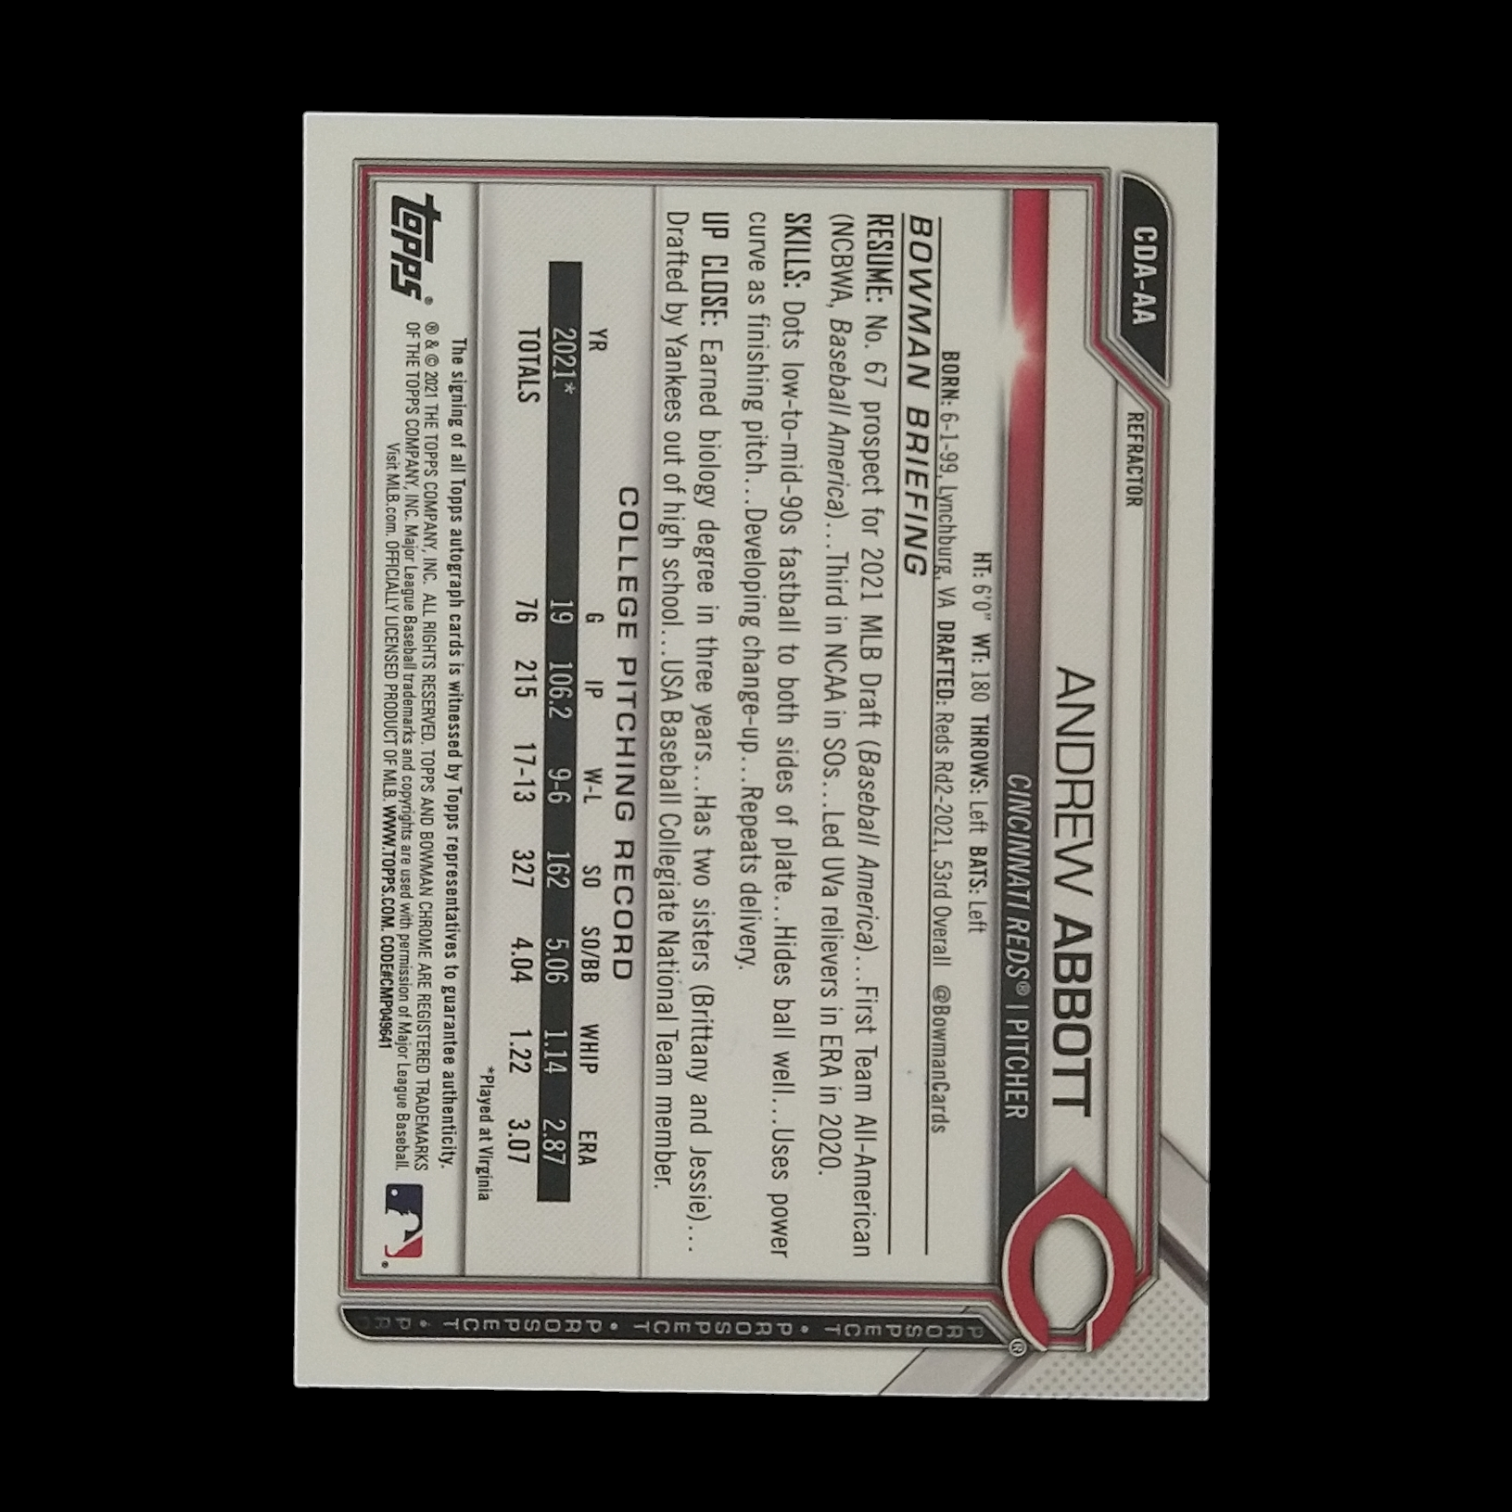 CDA-AA
REFRACTOR
ANDREW ABBOTT
CINCINNATI REDS® | PITCHER
HT: 6'0" WT: 180 THROWS: Left BATS: Left
BORN: 6-1-99, Lynchburg, VA DRAFTED: Reds Rd2-2021, 53rd Overall @BowmanCards
BOWMAN BRIEFING
RESUME: No. 67 prospect for 2021 MLB Draft (Baseball America)...First Team All-American
(NCBWA, Baseball America)...Third in NCAA in SOs...Led UVa relievers in ERA in 2020.
SKILLS: Dots low-to-mid-90s fastball to both sides of plate...Hides ball well...Uses power
curve as finishing pitch...Developing change-up...Repeats delivery.
UP CLOSE: Earned biology degree in three years...Has two sisters (Brittany and Jessie)...
Drafted by Yankees out of high school...USA Baseball Collegiate National Team member.
COLLEGE PITCHING RECORD
YR G IP W-L SO SO/BB WHIP ERA
2021* 19 106.2 9-6 162 5.06 1.14 2.87
TOTALS 76 215 17-13 327 4.04 1.22 3.07
*Played at Virginia
The signing of all Topps autograph cards is witnessed by Topps representatives to guarantee authenticity.
® & © 2021 THE TOPPS COMPANY, INC. ALL RIGHTS RESERVED. TOPPS AND BOWMAN CHROME ARE REGISTERED TRADEMARKS
OF THE TOPPS COMPANY, INC. Major League Baseball trademarks and copyrights are used with permission of Major League Baseball.
Visit MLB.com. OFFICIALLY LICENSED PRODUCT OF MLB. WWW.TOPPS.COM. CODE#CMP049641
Topps®
PROSPECT • PROSPECT • PROSPECT • PR